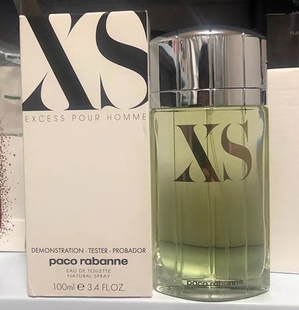 XS
EXCESS POUR HOMME
DEMONSTRATION - TESTER - PROBADOR
paco rabanne
EAU DE TOILETTE
NATURAL SPRAY
100ml e 3.4 FL.OZ.
XS